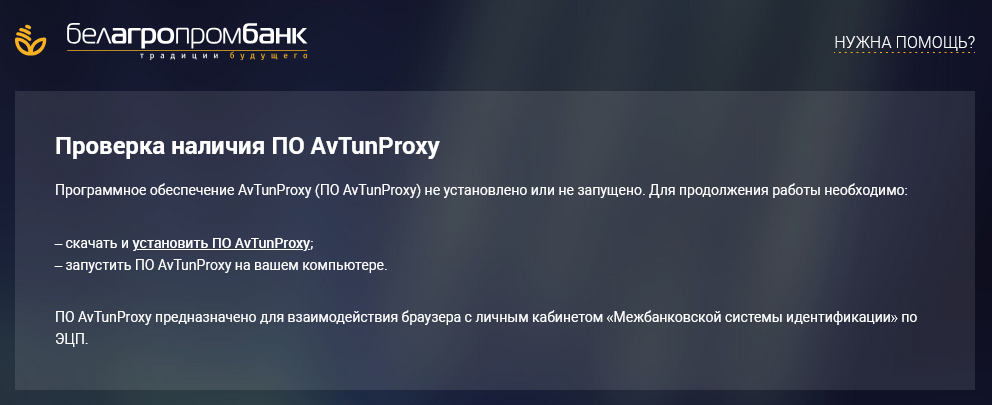 белагропромбанк
традиции будущего
НУЖНА ПОМОЩЬ?
Проверка наличия ПО AvTunProxy
Программное обеспечение AvTunProxy (ПО AvTunProxy) не установлено или не запущено. Для продолжения работы необходимо:
– скачать и установить ПО AvTunProxy;
– запустить ПО AvTunProxy на вашем компьютере.
ПО AvTunProxy предназначено для взаимодействия браузера с личным кабинетом «Межбанковской системы идентификации» по
ЭЦП.